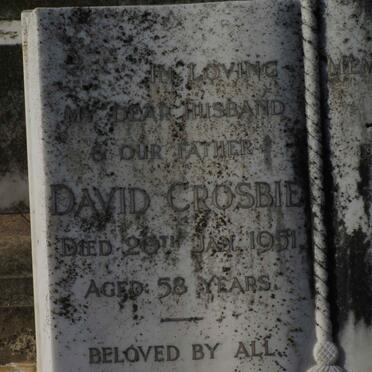 IN LOVING MEM
MY DEAR HUSBAND
& OUR FATHER
DAVID CROSBIE
DIED 20TH JAN. 1951
AGED 58 YEARS.
BELOVED BY ALL